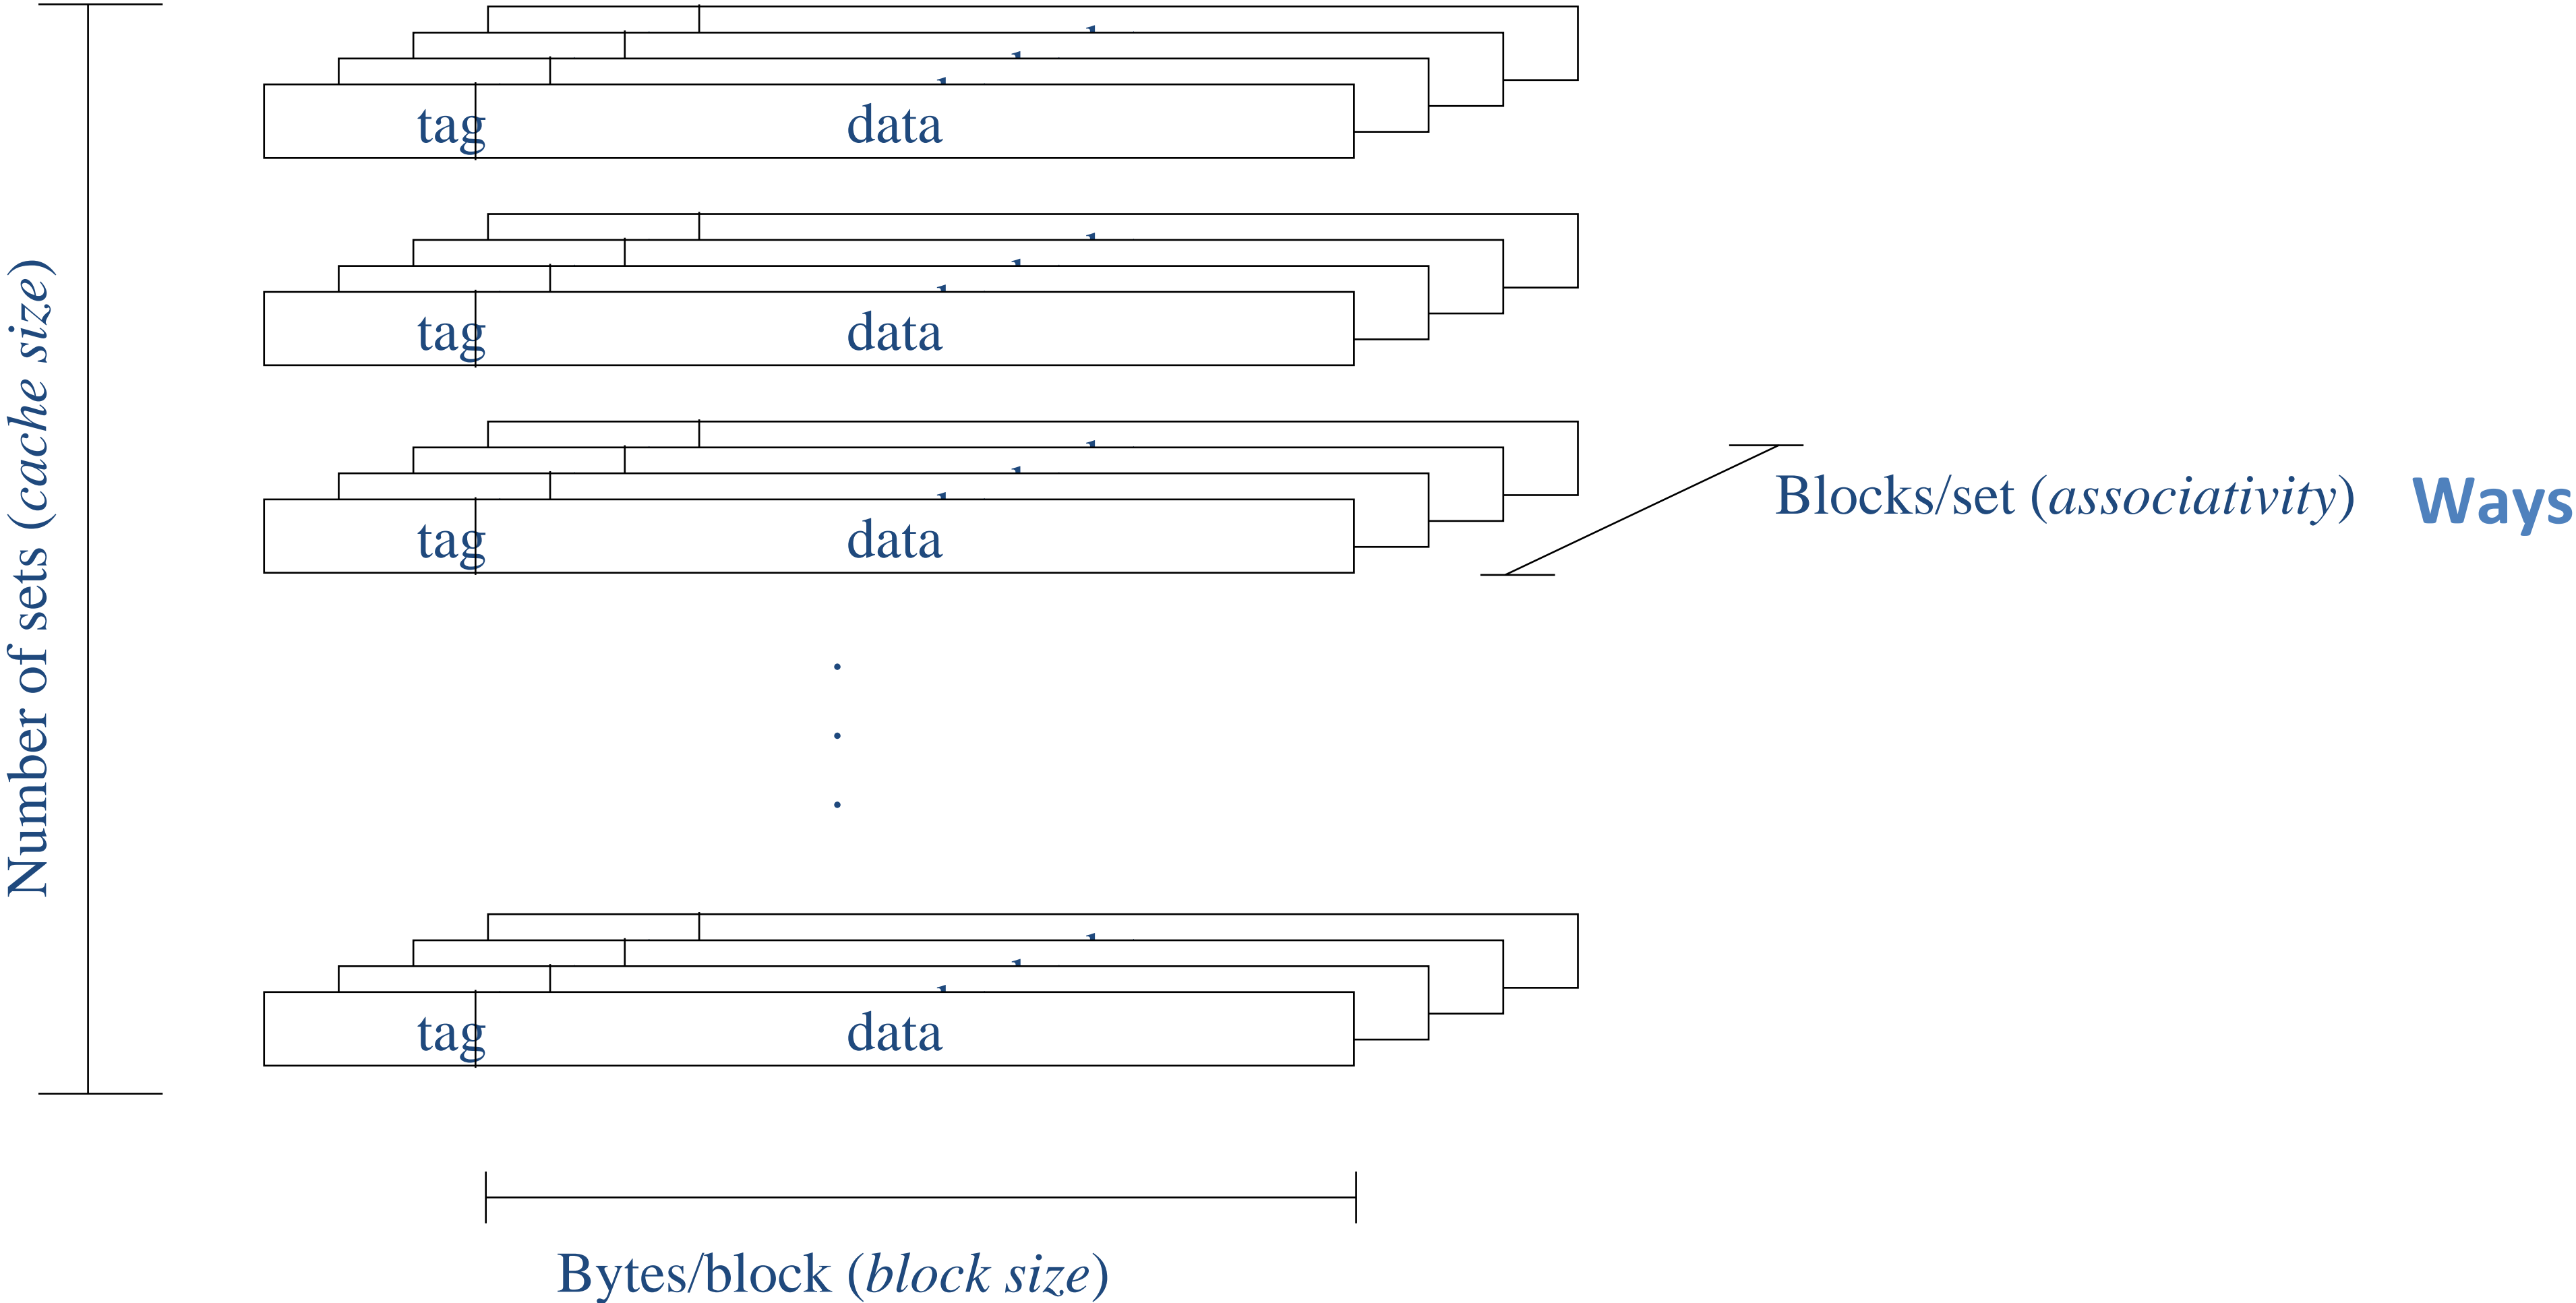 tag data
tag data
Number of sets (cache size)
tag data
Blocks/set (associativity) Ways
.
.
.
tag data
Bytes/block (block size)